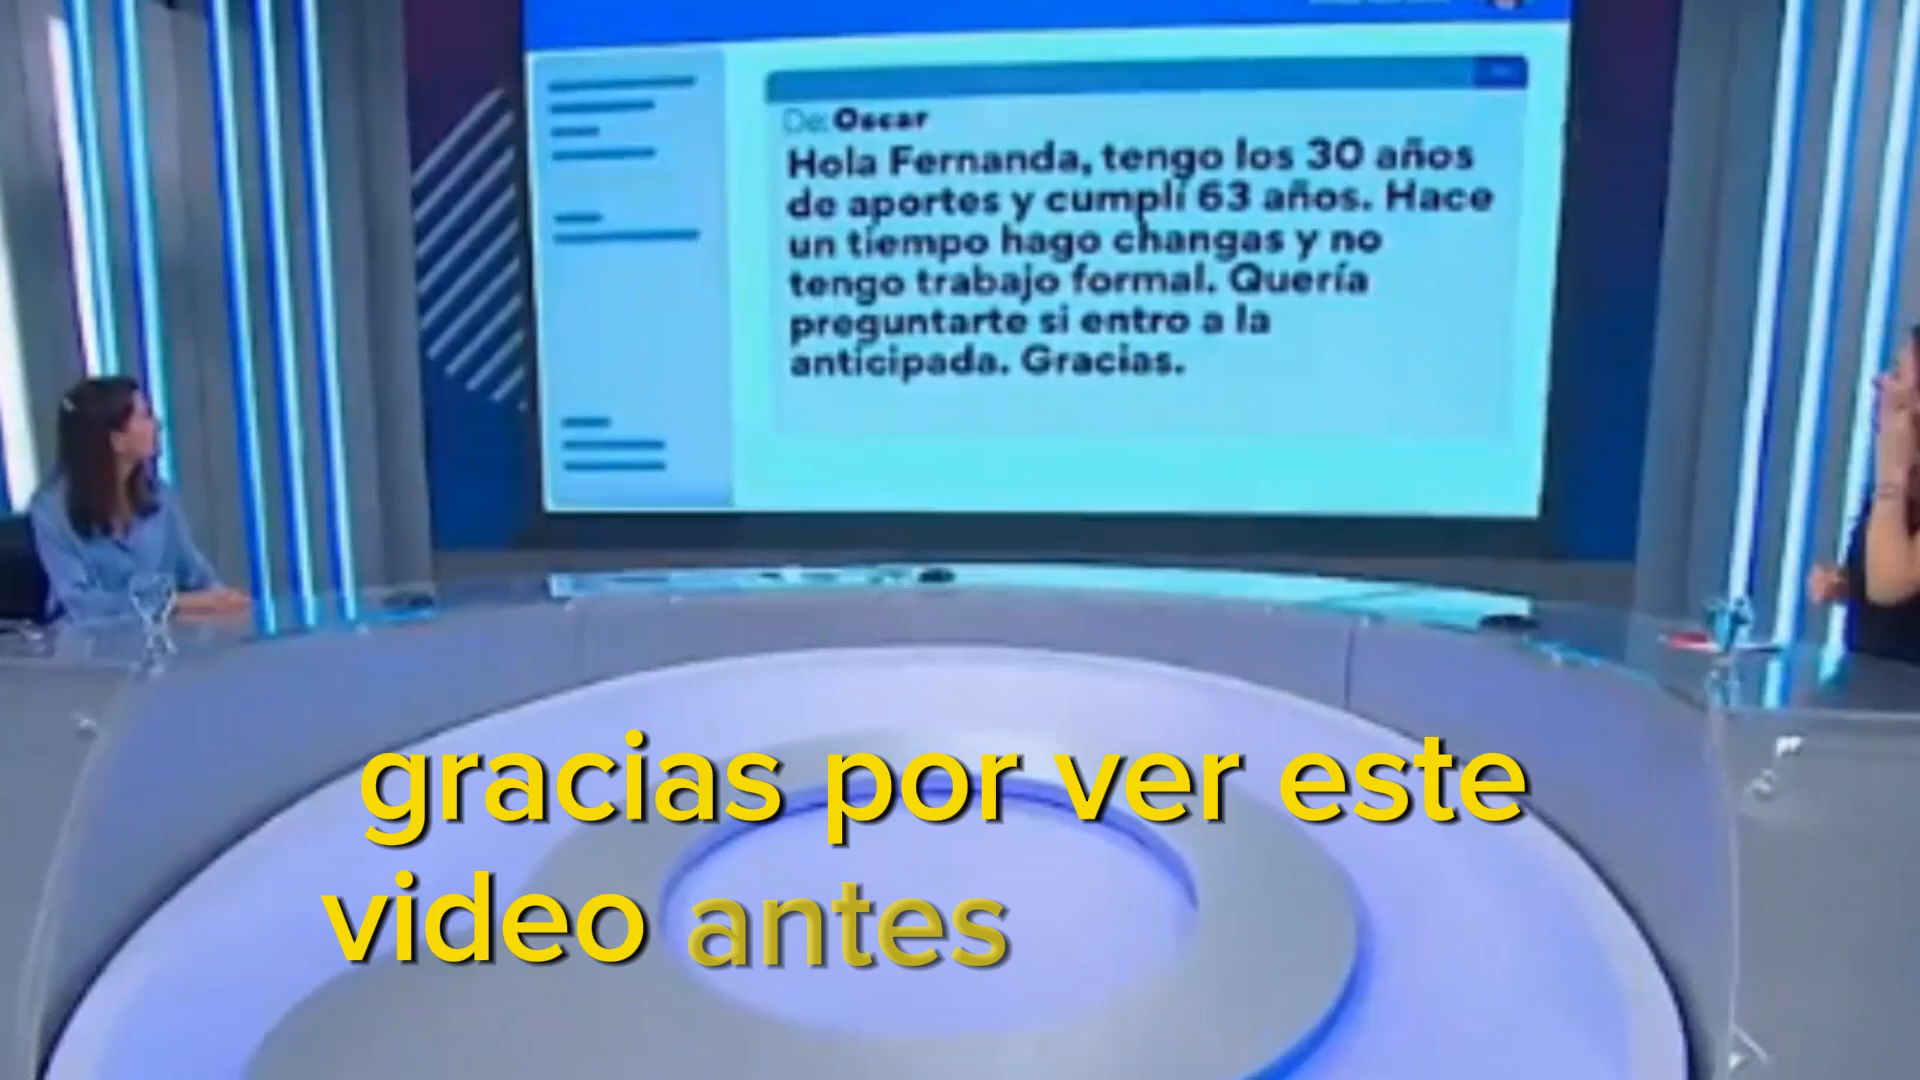 De: Oscar
Hola Fernanda, tengo los 30 años
de aportes y cumplí 63 años. Hace
un tiempo hago changas y no
tengo trabajo formal. Quería
preguntarte si entro a la
anticipada. Gracias.
gracias por ver este
video antes